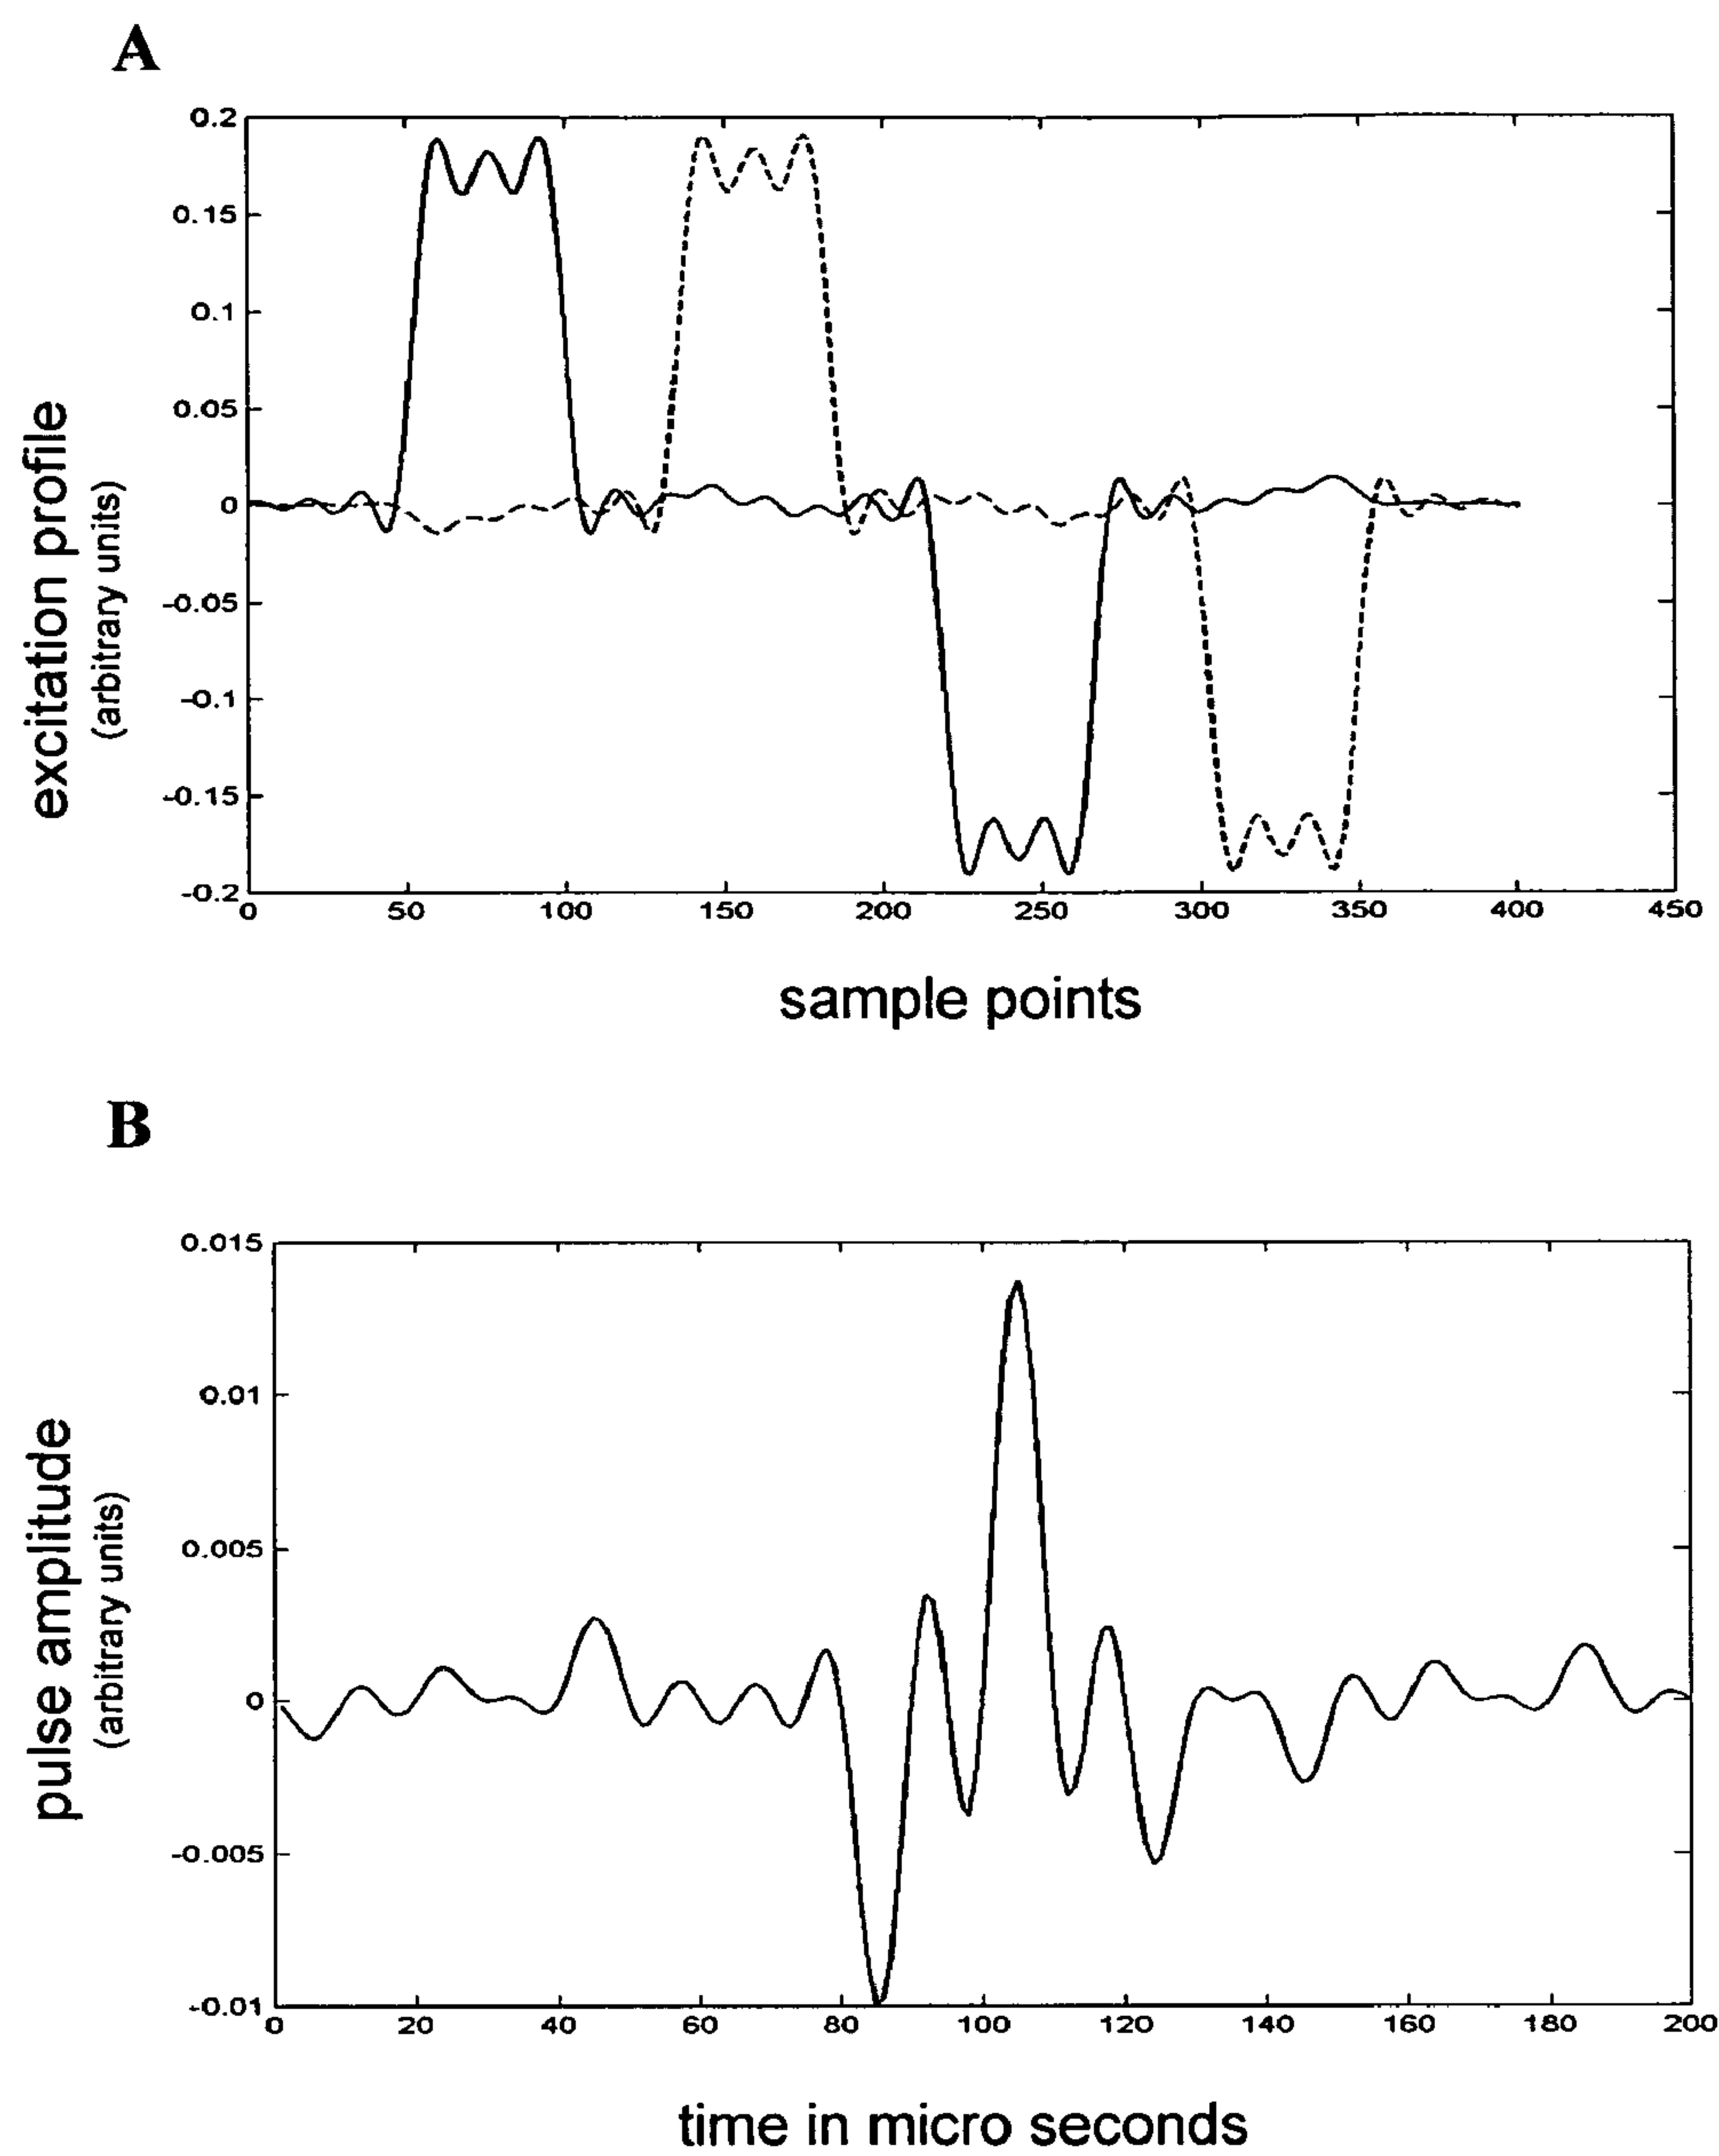 A
excitation profile
(arbitrary units)
0.2
0.15
0.1
0.05
0
-0.05
-0.1
-0.15
-0.2
0 50 100 150 200 250 300 350 400 450
sample points
B
pulse amplitude
(arbitrary units)
0.015
0.01
0.005
0
-0.005
-0.01
0 20 40 60 80 100 120 140 160 180 200
time in micro seconds